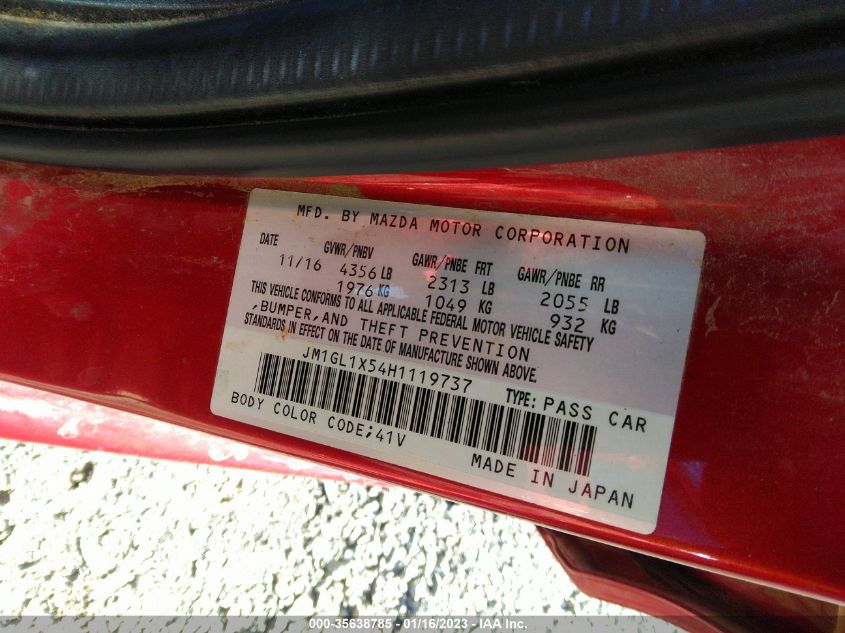 MFD. BY MAZDA MOTOR CORPORATION
DATE GVWR/PNBV GAWR/PNBE FRT GAWR/PNBE RR
11/16 4356 LB 2313 LB 2055 LB
1976 KG 1049 KG 932 KG
THIS VEHICLE CONFORMS TO ALL APPLICABLE FEDERAL MOTOR VEHICLE SAFETY
,BUMPER,AND THEFT PREVENTION
STANDARDS IN EFFECT ON THE DATE OF MANUFACTURE SHOWN ABOVE.
JM1GL1X54H1119737 TYPE: PASS CAR
BODY COLOR CODE;41V
MADE IN JAPAN
000-35638785 - 01/16/2023 - IAA Inc.